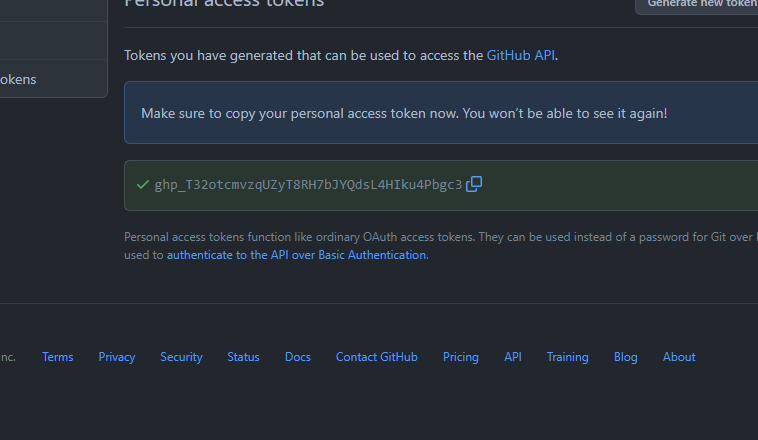 Personal access tokens
Generate new token
Tokens you have generated that can be used to access the GitHub API.
okens
Make sure to copy your personal access token now. You won't be able to see it again!
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
Personal access tokens function like ordinary OAuth access tokens. They can be used instead of a password for Git over
used to authenticate to the API over Basic Authentication.
nc. Terms Privacy Security Status Docs Contact GitHub Pricing API Training Blog About